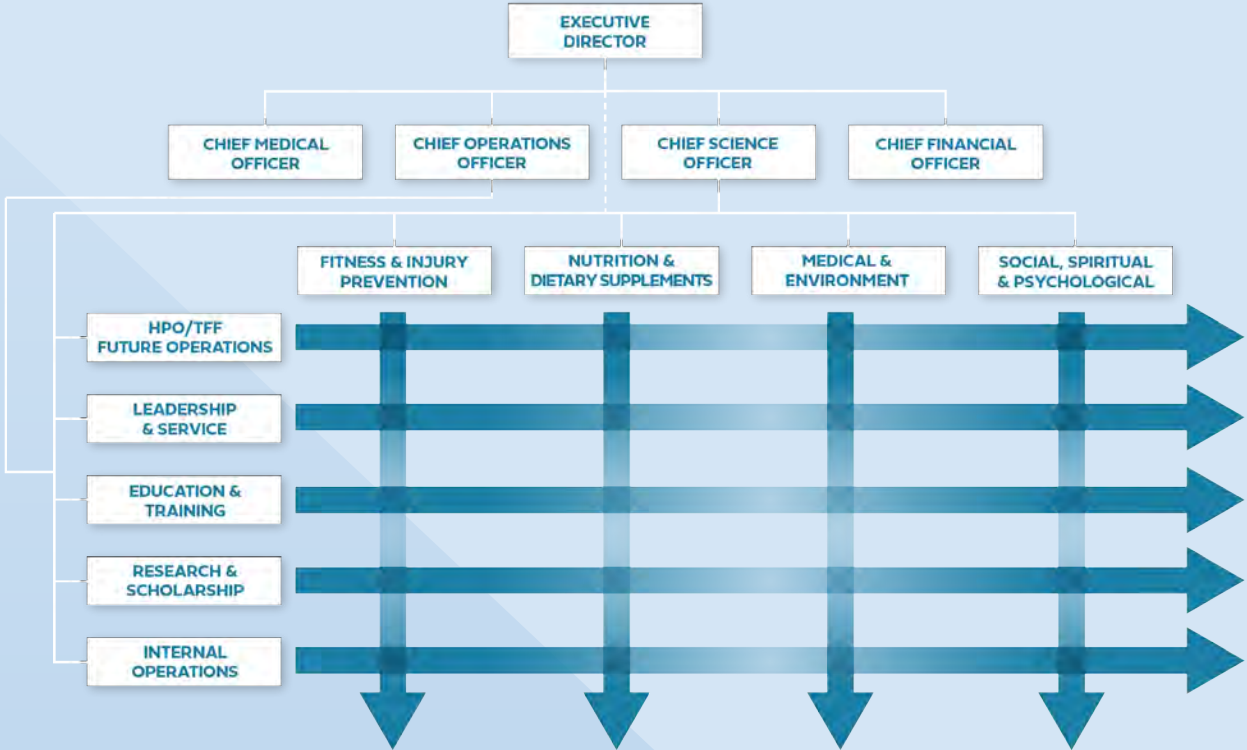 EXECUTIVE
DIRECTOR
CHIEF MEDICAL
OFFICER
CHIEF OPERATIONS
OFFICER
CHIEF SCIENCE
OFFICER
CHIEF FINANCIAL
OFFICER
FITNESS & INJURY
PREVENTION
NUTRITION &
DIETARY SUPPLEMENTS
MEDICAL &
ENVIRONMENT
SOCIAL, SPIRITUAL
& PSYCHOLOGICAL
HPO/TFF
FUTURE OPERATIONS
LEADERSHIP
& SERVICE
EDUCATION &
TRAINING
RESEARCH &
SCHOLARSHIP
INTERNAL
OPERATIONS